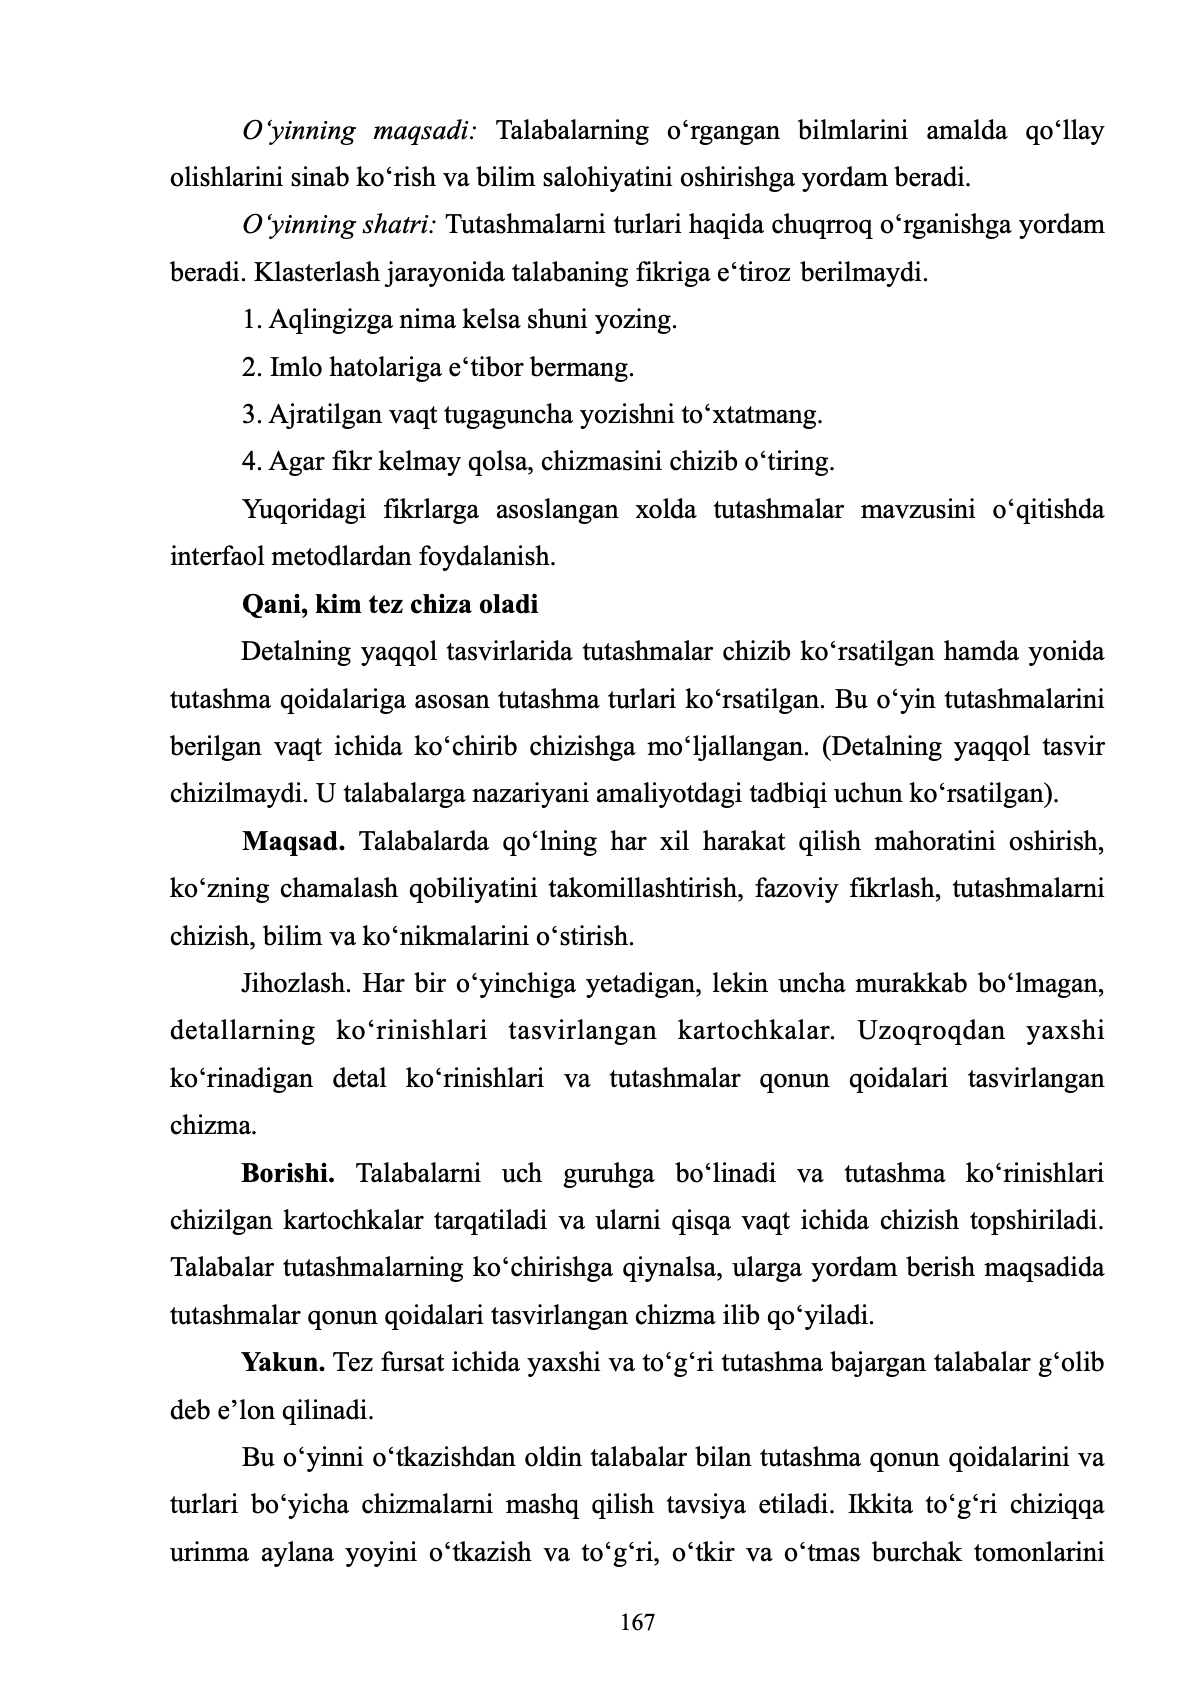 O‘yinning maqsadi: Talabalarning o‘rgangan bilmlarini amalda qo‘llay
olishlarini sinab ko‘rish va bilim salohiyatini oshirishga yordam beradi.
O‘yinning shatri: Tutashmalarni turlari haqida chuqrroq o‘rganishga yordam
beradi. Klasterlash jarayonida talabaning fikriga e‘tiroz berilmaydi.
1. Aqlingizga nima kelsa shuni yozing.
2. Imlo hatolariga e‘tibor bermang.
3. Ajratilgan vaqt tugaguncha yozishni to‘xtatmang.
4. Agar fikr kelmay qolsa, chizmasini chizib o‘tiring.
Yuqoridagi fikrlarga asoslangan xolda tutashmalar mavzusini o‘qitishda
interfaol metodlardan foydalanish.
Qani, kim tez chiza oladi
Detalning yaqqol tasvirlarida tutashmalar chizib ko‘rsatilgan hamda yonida
tutashma qoidalariga asosan tutashma turlari ko‘rsatilgan. Bu o‘yin tutashmalarini
berilgan vaqt ichida ko‘chirib chizishga mo‘ljallangan. (Detalning yaqqol tasvir
chizilmaydi. U talabalarga nazariyani amaliyotdagi tadbiqi uchun ko‘rsatilgan).
Maqsad. Talabalarda qo‘lning har xil harakat qilish mahoratini oshirish,
ko‘zning chamalash qobiliyatini takomillashtirish, fazoviy fikrlash, tutashmalarni
chizish, bilim va ko‘nikmalarini o‘stirish.
Jihozlash. Har bir o‘yinchiga yetadigan, lekin uncha murakkab bo‘lmagan,
detallarning ko‘rinishlari tasvirlangan kartochkalar. Uzoqroqdan yaxshi
ko‘rinadigan detal ko‘rinishlari va tutashmalar qonun qoidalari tasvirlangan
chizma.
Borishi. Talabalarni uch guruhga bo‘linadi va tutashma ko‘rinishlari
chizilgan kartochkalar tarqatiladi va ularni qisqa vaqt ichida chizish topshiriladi.
Talabalar tutashmalarning ko‘chirishga qiynalsa, ularga yordam berish maqsadida
tutashmalar qonun qoidalari tasvirlangan chizma ilib qo‘yiladi.
Yakun. Tez fursat ichida yaxshi va to‘g‘ri tutashma bajargan talabalar g‘olib
deb e’lon qilinadi.
Bu o‘yinni o‘tkazishdan oldin talabalar bilan tutashma qonun qoidalarini va
turlari bo‘yicha chizmalarni mashq qilish tavsiya etiladi. Ikkita to‘g‘ri chiziqqa
urinma aylana yoyini o‘tkazish va to‘g‘ri, o‘tkir va o‘tmas burchak tomonlarini
167